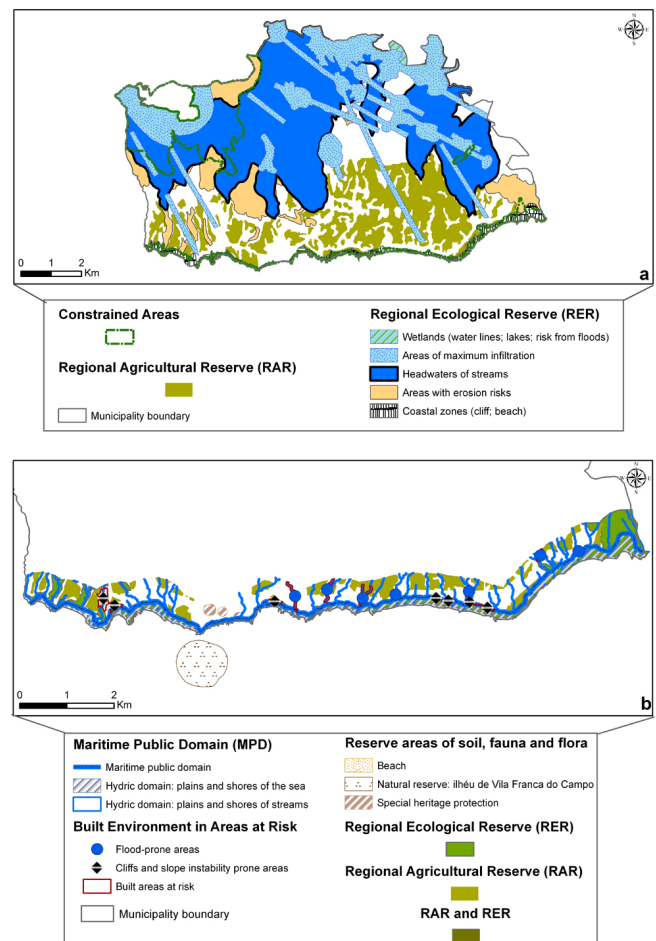 N
W E
S
0 1 2
Km
a
Constrained Areas
Regional Agricultural Reserve (RAR)
Municipality boundary
Regional Ecological Reserve (RER)
Wetlands (water lines; lakes; risk from floods)
Areas of maximum infiltration
Headwaters of streams
Areas with erosion risks
Coastal zones (cliff; beach)
N
W E
S
0 1 2
Km
b
Maritime Public Domain (MPD)
Maritime public domain
Hydric domain: plains and shores of the sea
Hydric domain: plains and shores of streams
Built Environment in Areas at Risk
Flood-prone areas
Cliffs and slope instability prone areas
Built areas at risk
Municipality boundary
Reserve areas of soil, fauna and flora
Beach
Natural reserve: ilhéu de Vila Franca do Campo
Special heritage protection
Regional Ecological Reserve (RER)
Regional Agricultural Reserve (RAR)
RAR and RER